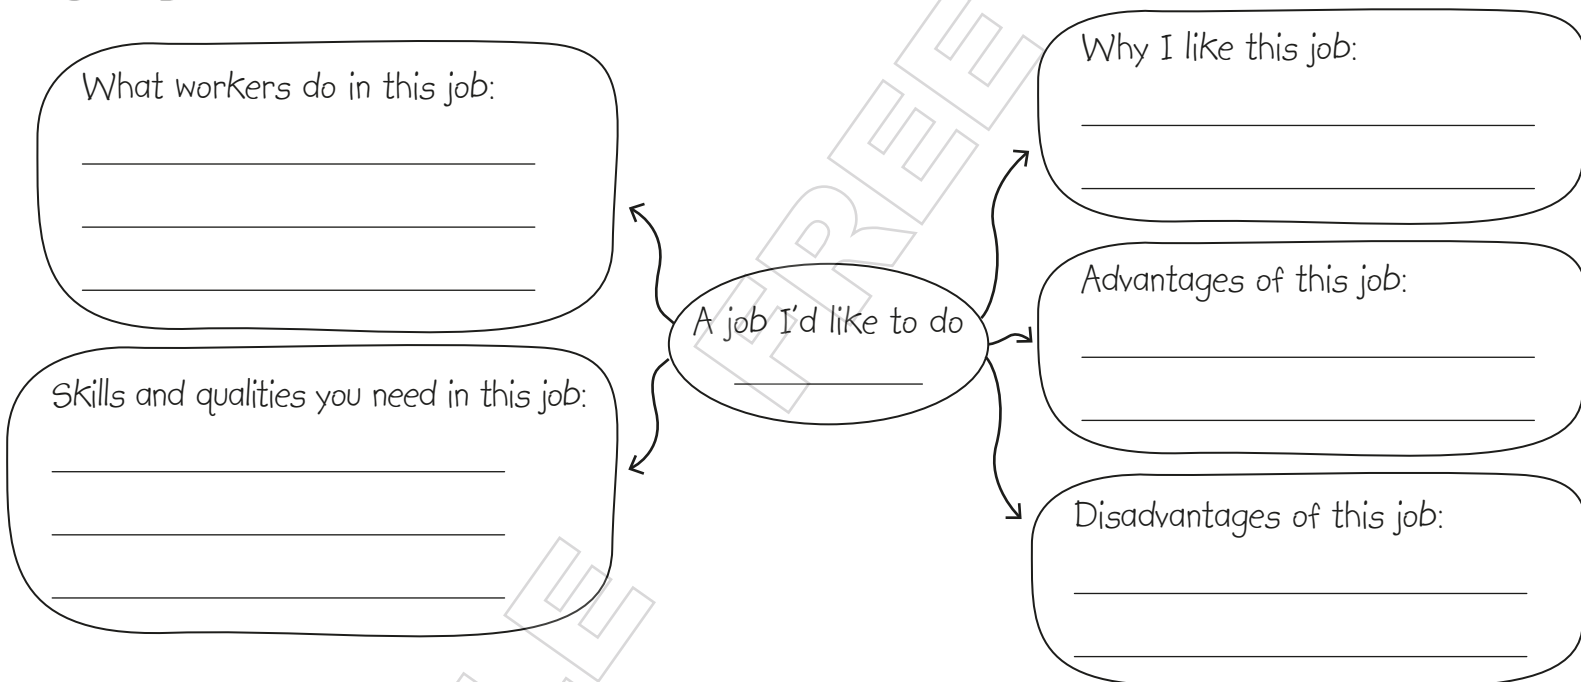 What workers do in this job:
Skills and qualities you need in this job:
A job I'd like to do
Why I like this job:
Advantages of this job:
Disadvantages of this job:
FREE
E